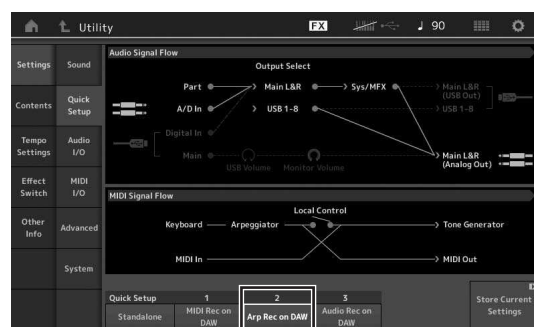 Utility
FX
90
Settings
Sound
Contents
Quick Setup
Tempo Settings
Audio I/O
Effect Switch
MIDI I/O
Other Info
Advanced
System
Audio Signal Flow
Output Select
Part
Main L&R
Sys/MFX
Main L&R (USB Out)
A/D In
USB 1-8
USB 1-8
Digital In
Main
USB Volume
Monitor Volume
Main L&R (Analog Out)
MIDI Signal Flow
Local Control
Keyboard
Arpeggiator
Tone Generator
MIDI In
MIDI Out
Quick Setup
1
2
3
Standalone
MIDI Rec on DAW
Arp Rec on DAW
Audio Rec on DAW
Store Current Settings